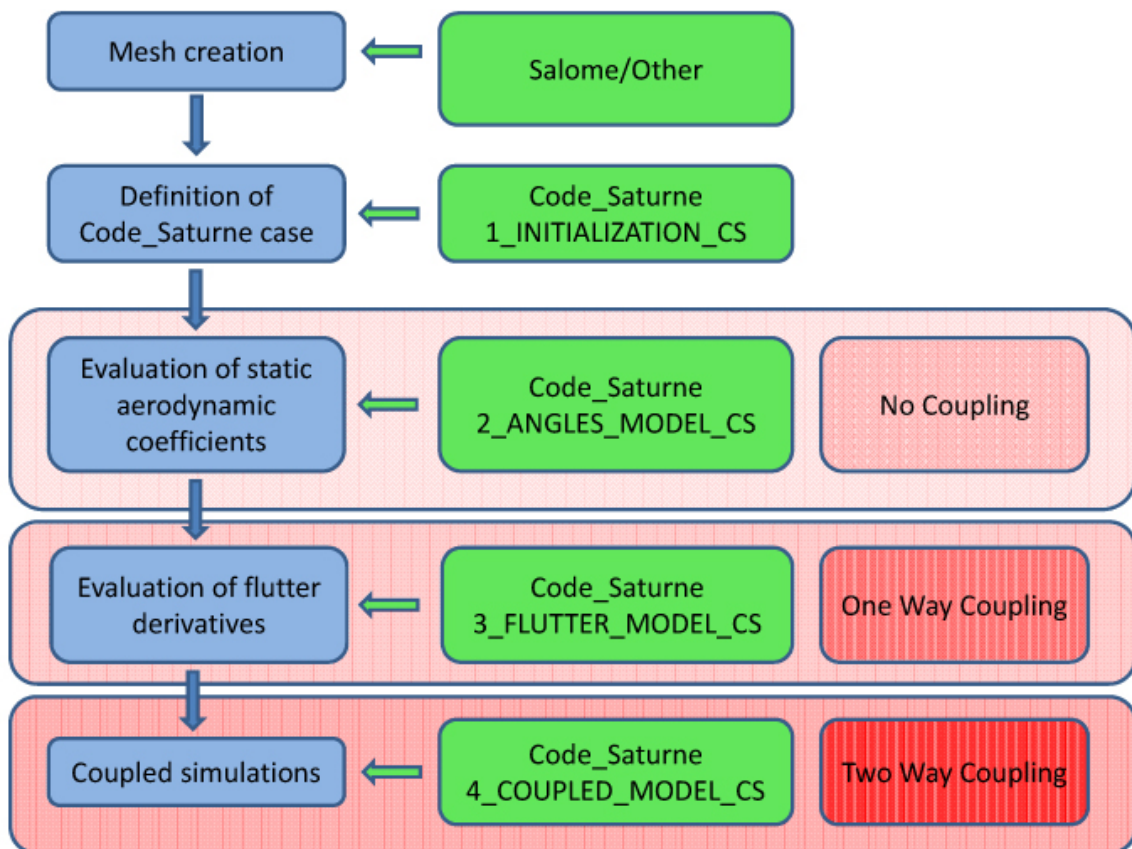 Mesh creation
Salome/Other
Definition of
Code_Saturne case
Code_Saturne
1_INITIALIZATION_CS
Evaluation of static
aerodynamic
coefficients
Code_Saturne
2_ANGLES_MODEL_CS
No Coupling
Evaluation of flutter
derivatives
Code_Saturne
3_FLUTTER_MODEL_CS
One Way Coupling
Coupled simulations
Code_Saturne
4_COUPLED_MODEL_CS
Two Way Coupling